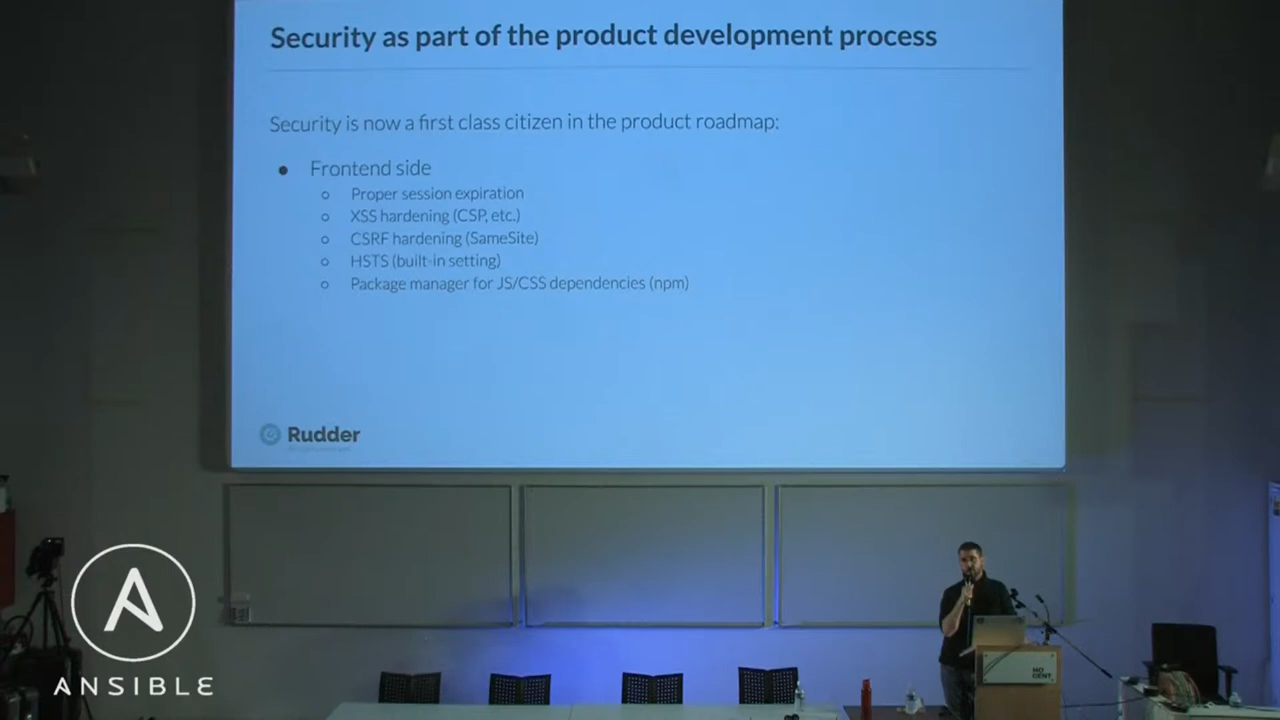 Security as part of the product development process
Security is now a first class citizen in the product roadmap:
Frontend side
Proper session expiration
XSS hardening (CSP, etc.)
CSRF hardening (SameSite)
HSTS (built-in setting)
Package manager for JS/CSS dependencies (npm)
Rudder
ANSIBLE
NO
CENT